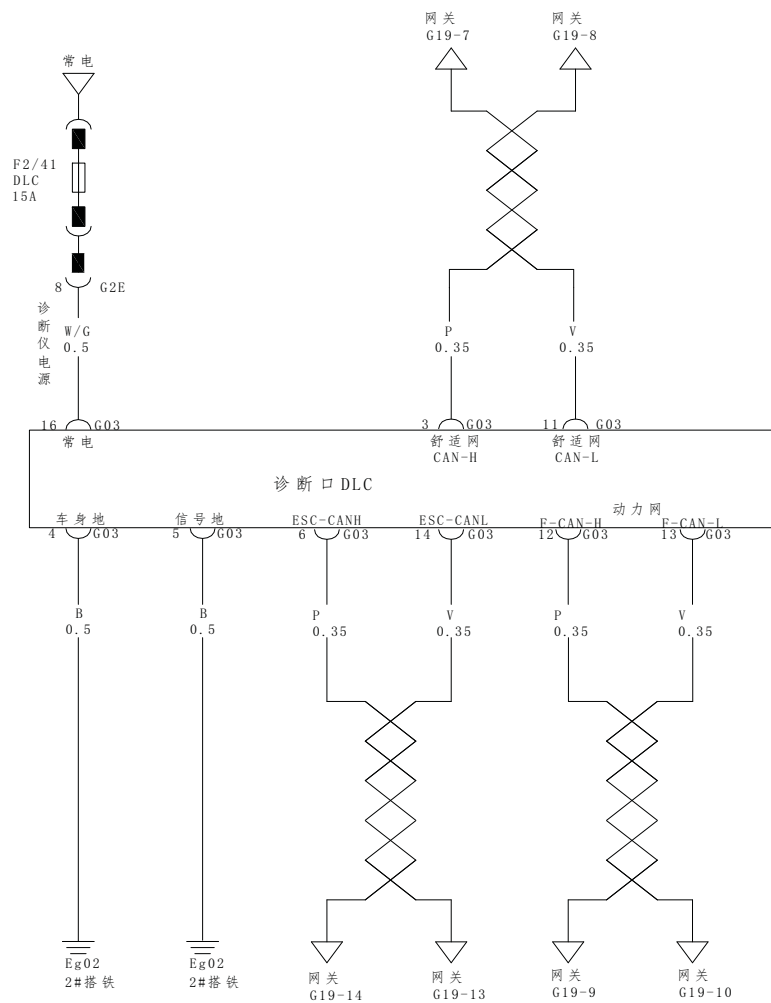 网关
G19-7
网关
G19-8
常电
F2/41
DLC
15A
8
G2E
诊断仪电源
W/G
0.5
P
0.35
V
0.35
16
G03
常电
3
G03
舒适网
CAN-H
11
G03
舒适网
CAN-L
诊断口DLC
车身地
4
G03
信号地
5
G03
ESC-CANH
6
G03
ESC-CANL
14
G03
动力网
F-CAN-H
12
G03
F-CAN-L
13
G03
B
0.5
B
0.5
P
0.35
V
0.35
P
0.35
V
0.35
Eg02
2#搭铁
Eg02
2#搭铁
网关
G19-14
网关
G19-13
网关
G19-9
网关
G19-10